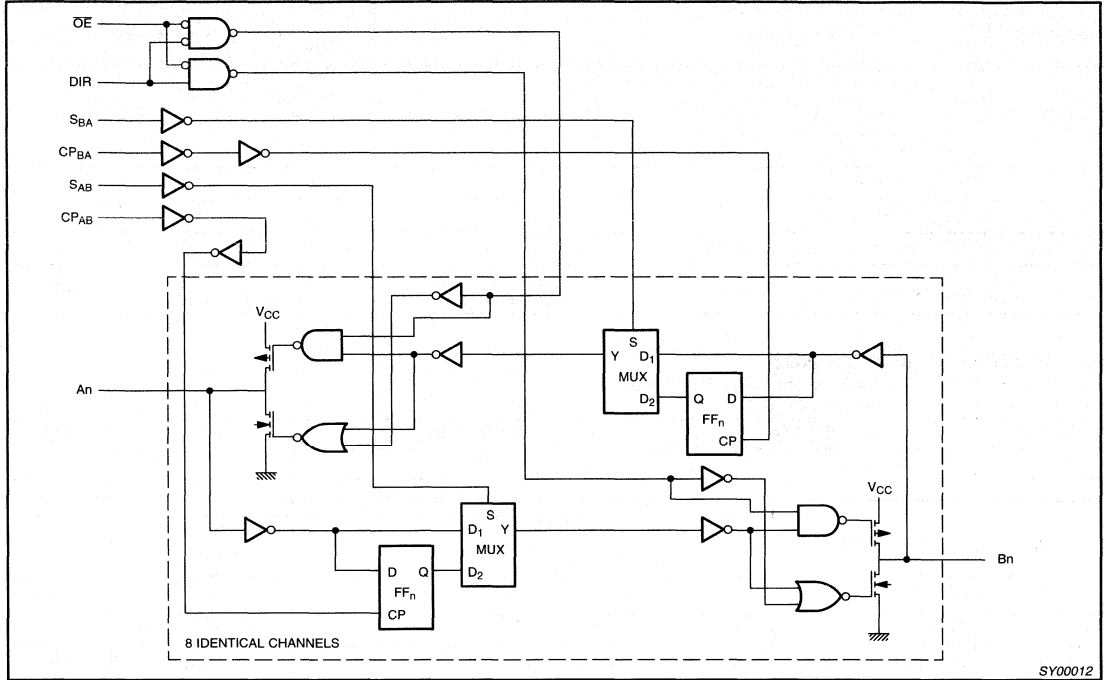 OE
DIR
SBA
CPBA
SAB
CPAB
VCC
S
Y D1
MUX
D2
Q D
FFn
CP
An
VCC
S
D1 Y
MUX
D2
D Q
FFn
CP
Bn
8 IDENTICAL CHANNELS
SY00012